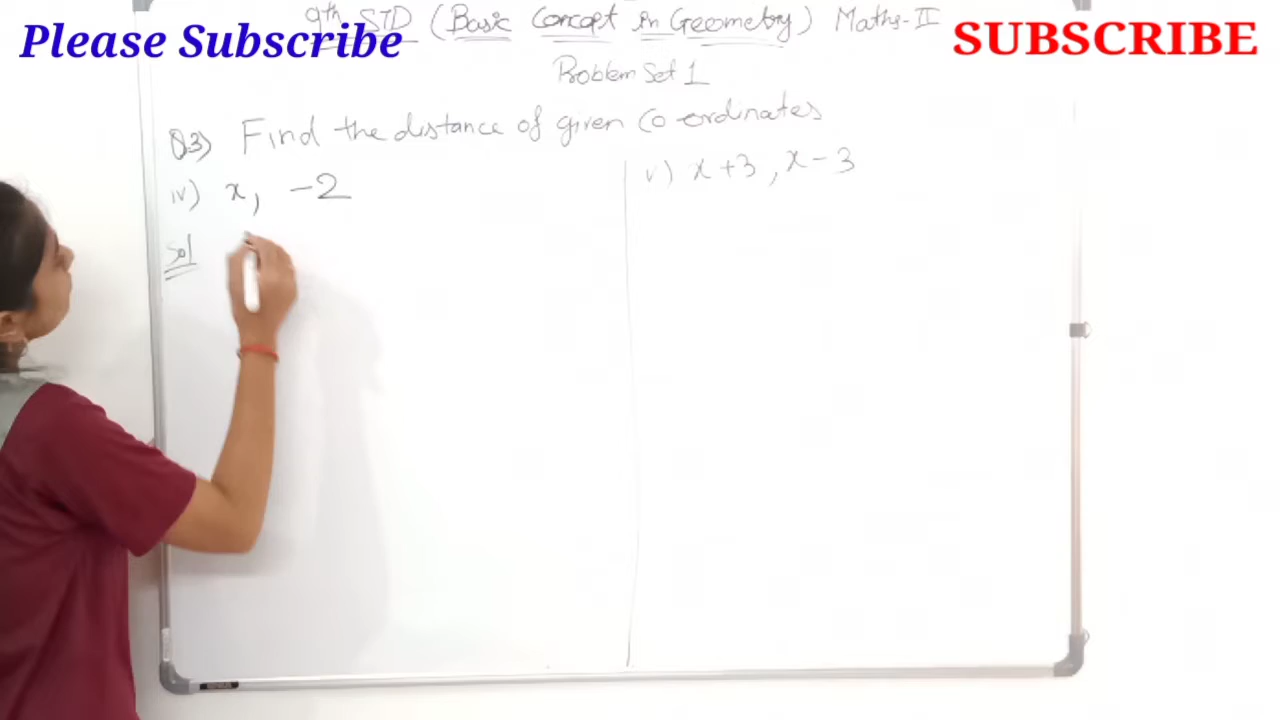 Please Subscribe
SUBSCRIBE
9th STD (Basic Concept in Geometry) Maths-II
Problem Set 1
Q3) Find the distance of given Co-ordinates
iv) x, -2
v) x+3, x-3
Sol